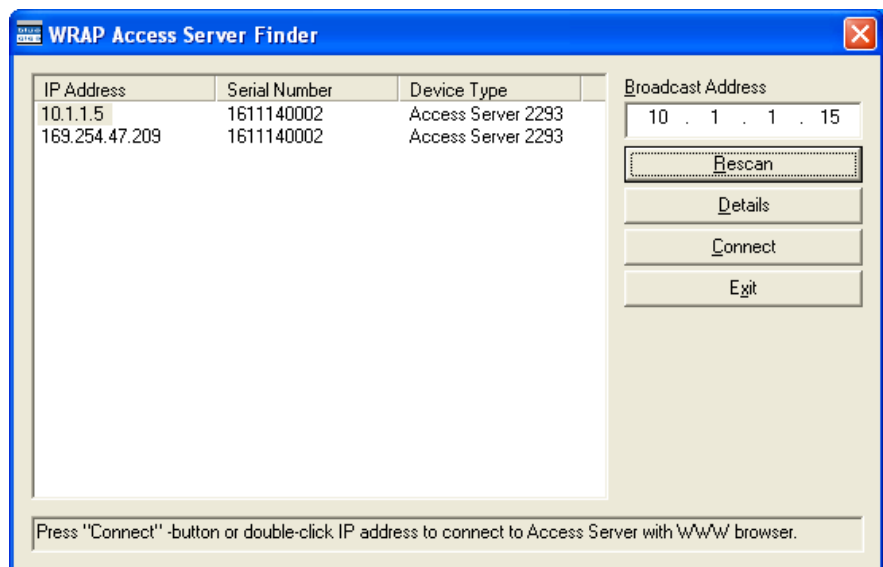 WRAP Access Server Finder
IP Address Serial Number Device Type
10.1.1.5 1611140002 Access Server 2293
169.254.47.209 1611140002 Access Server 2293
Broadcast Address
10 . 1 . 1 . 15
Rescan
Details
Connect
Exit
Press "Connect" -button or double-click IP address to connect to Access Server with WWW browser.